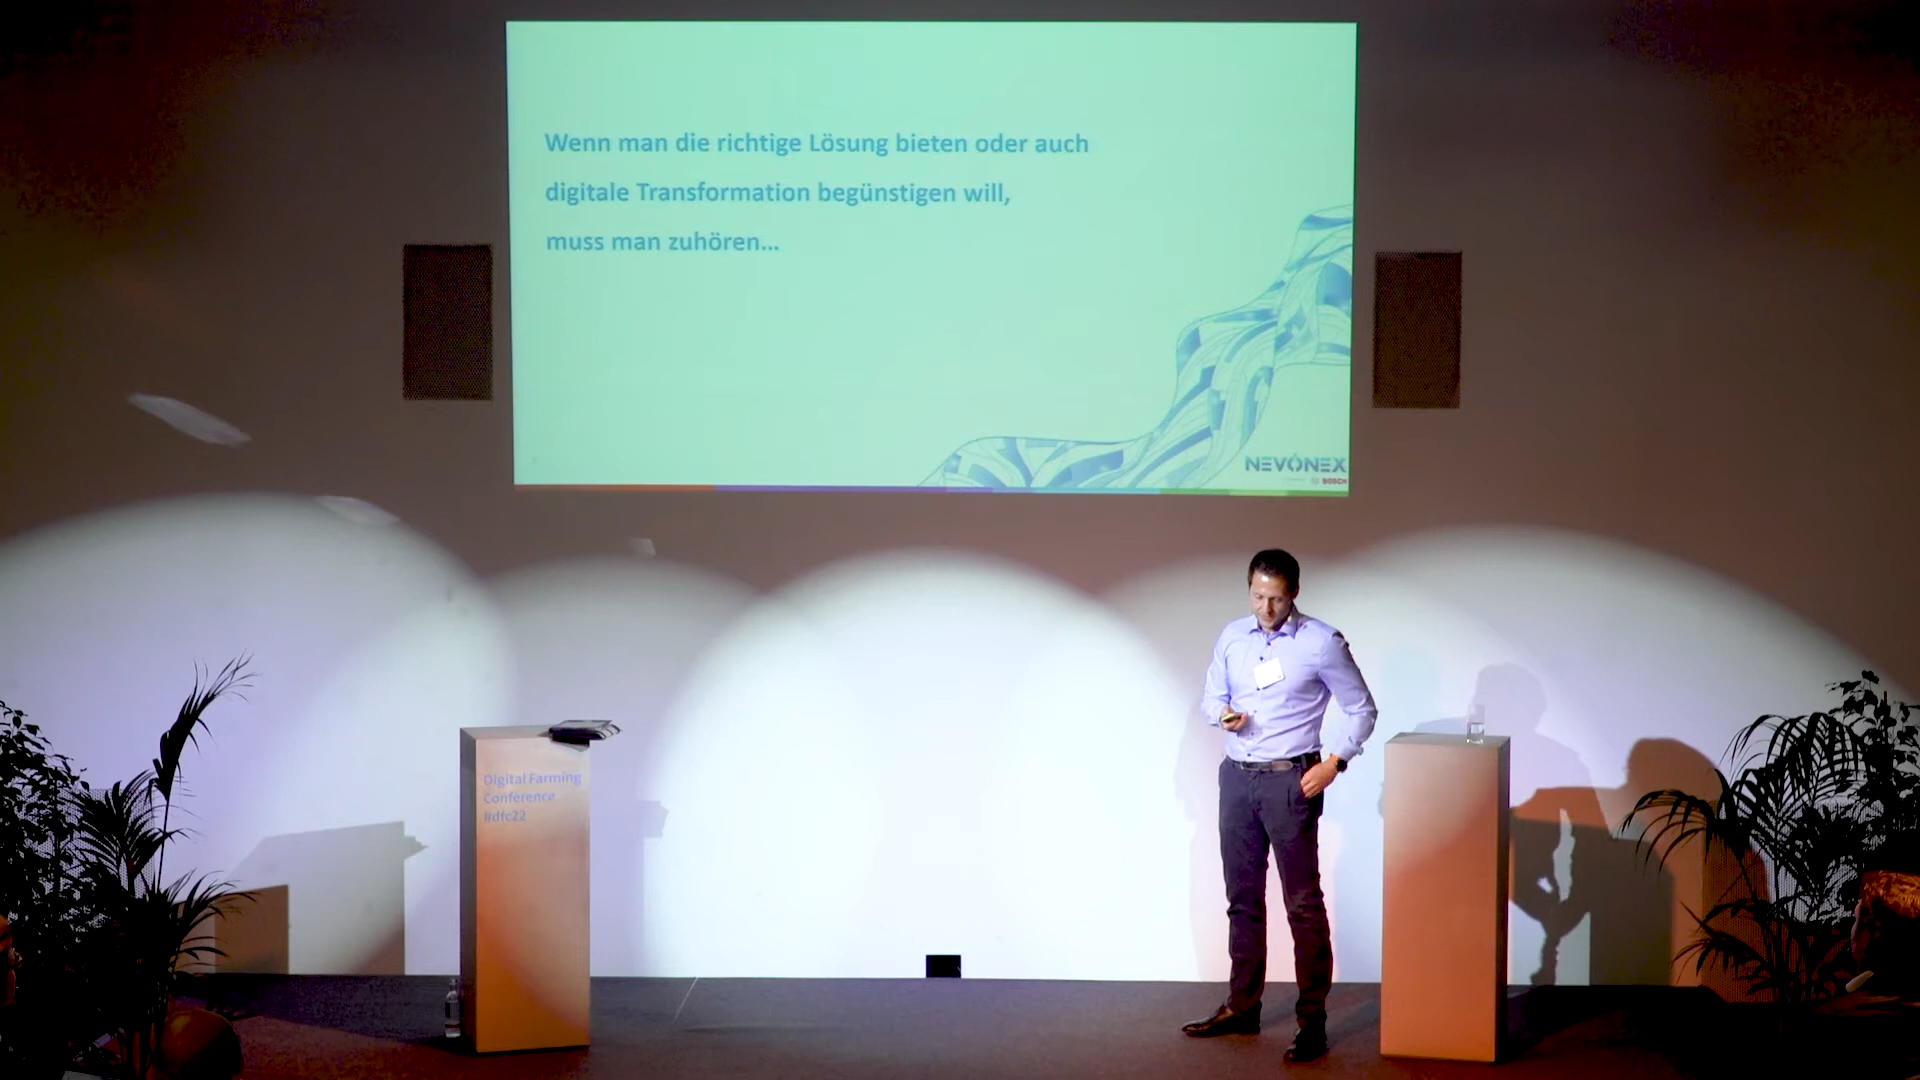 Wenn man die richtige Lösung bieten oder auch
digitale Transformation begünstigen will,
muss man zuhören...
NEVONEX
BOSCH
Digital Farming
Conference
#dfc22